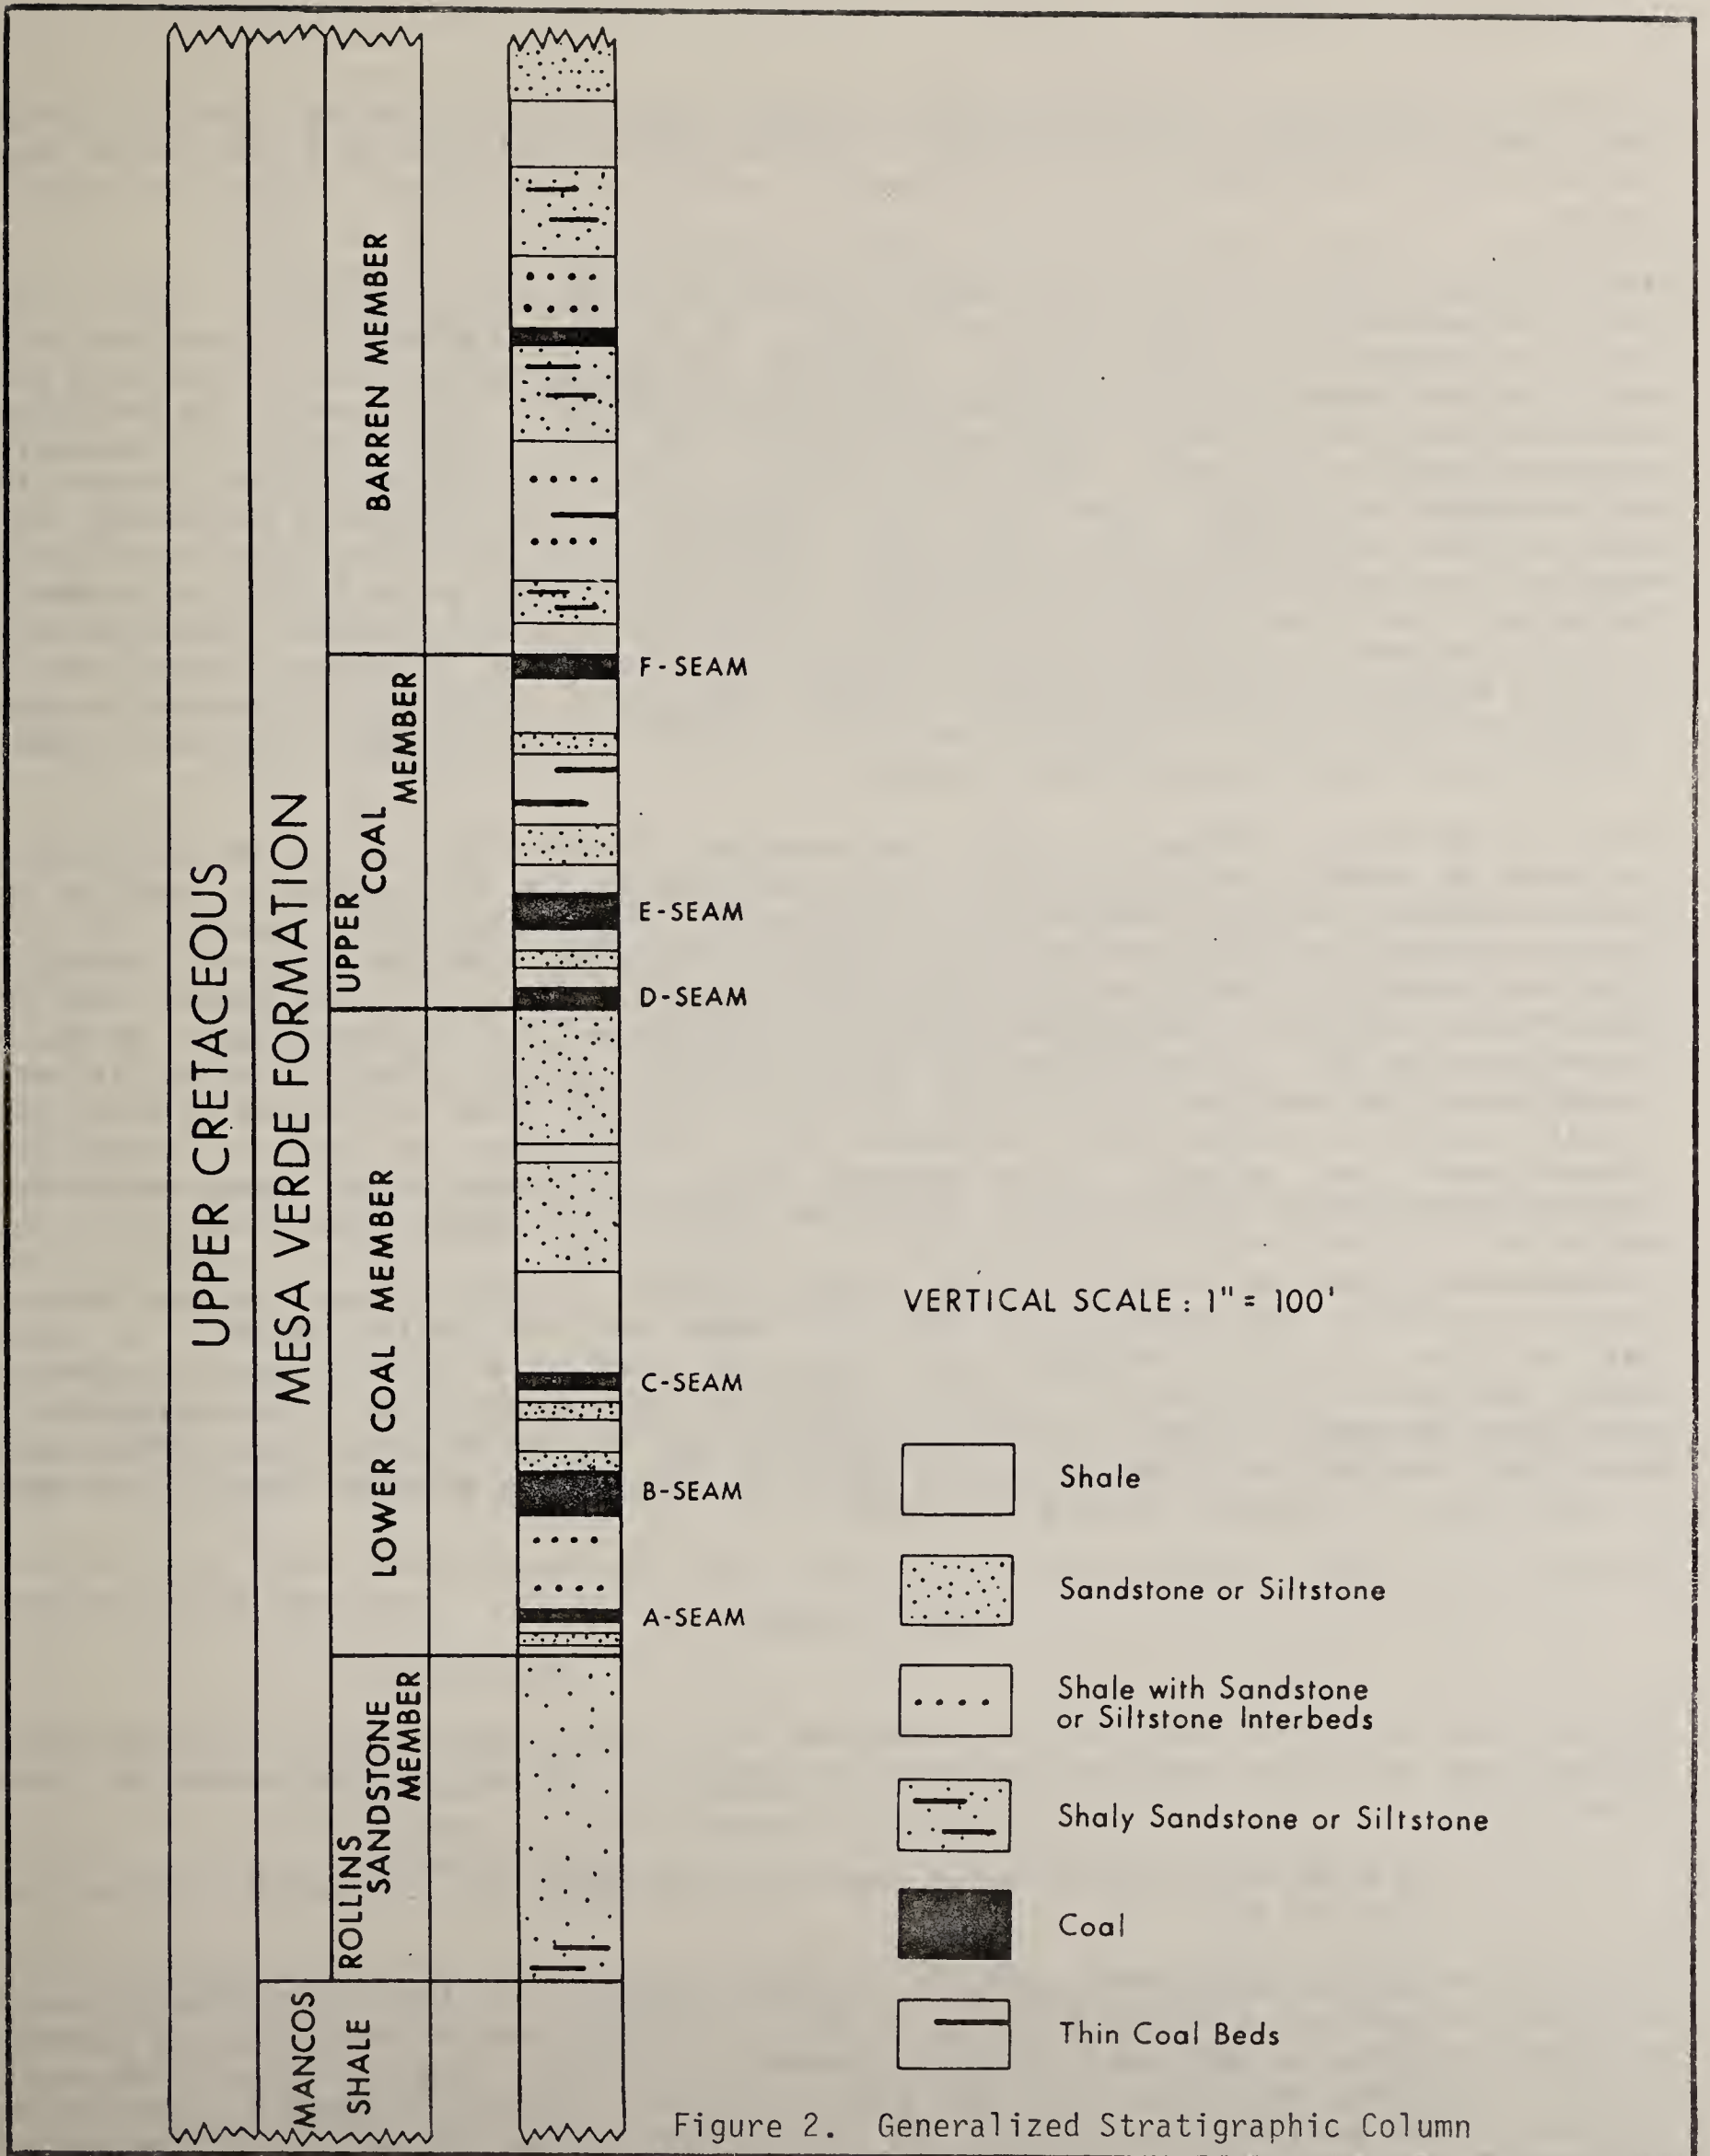 UPPER CRETACEOUS
MESA VERDE FORMATION
BARREN MEMBER
UPPER
COAL
MEMBER
LOWER COAL MEMBER
ROLLINS
SANDSTONE
MEMBER
MANCOS
SHALE
F-SEAM
E-SEAM
D-SEAM
C-SEAM
B-SEAM
A-SEAM
VERTICAL SCALE: 1" = 100'
Shale
Sandstone or Siltstone
Shale with Sandstone
or Siltstone Interbeds
Shaly Sandstone or Siltstone
Coal
Thin Coal Beds
Figure 2. Generalized Stratigraphic Column